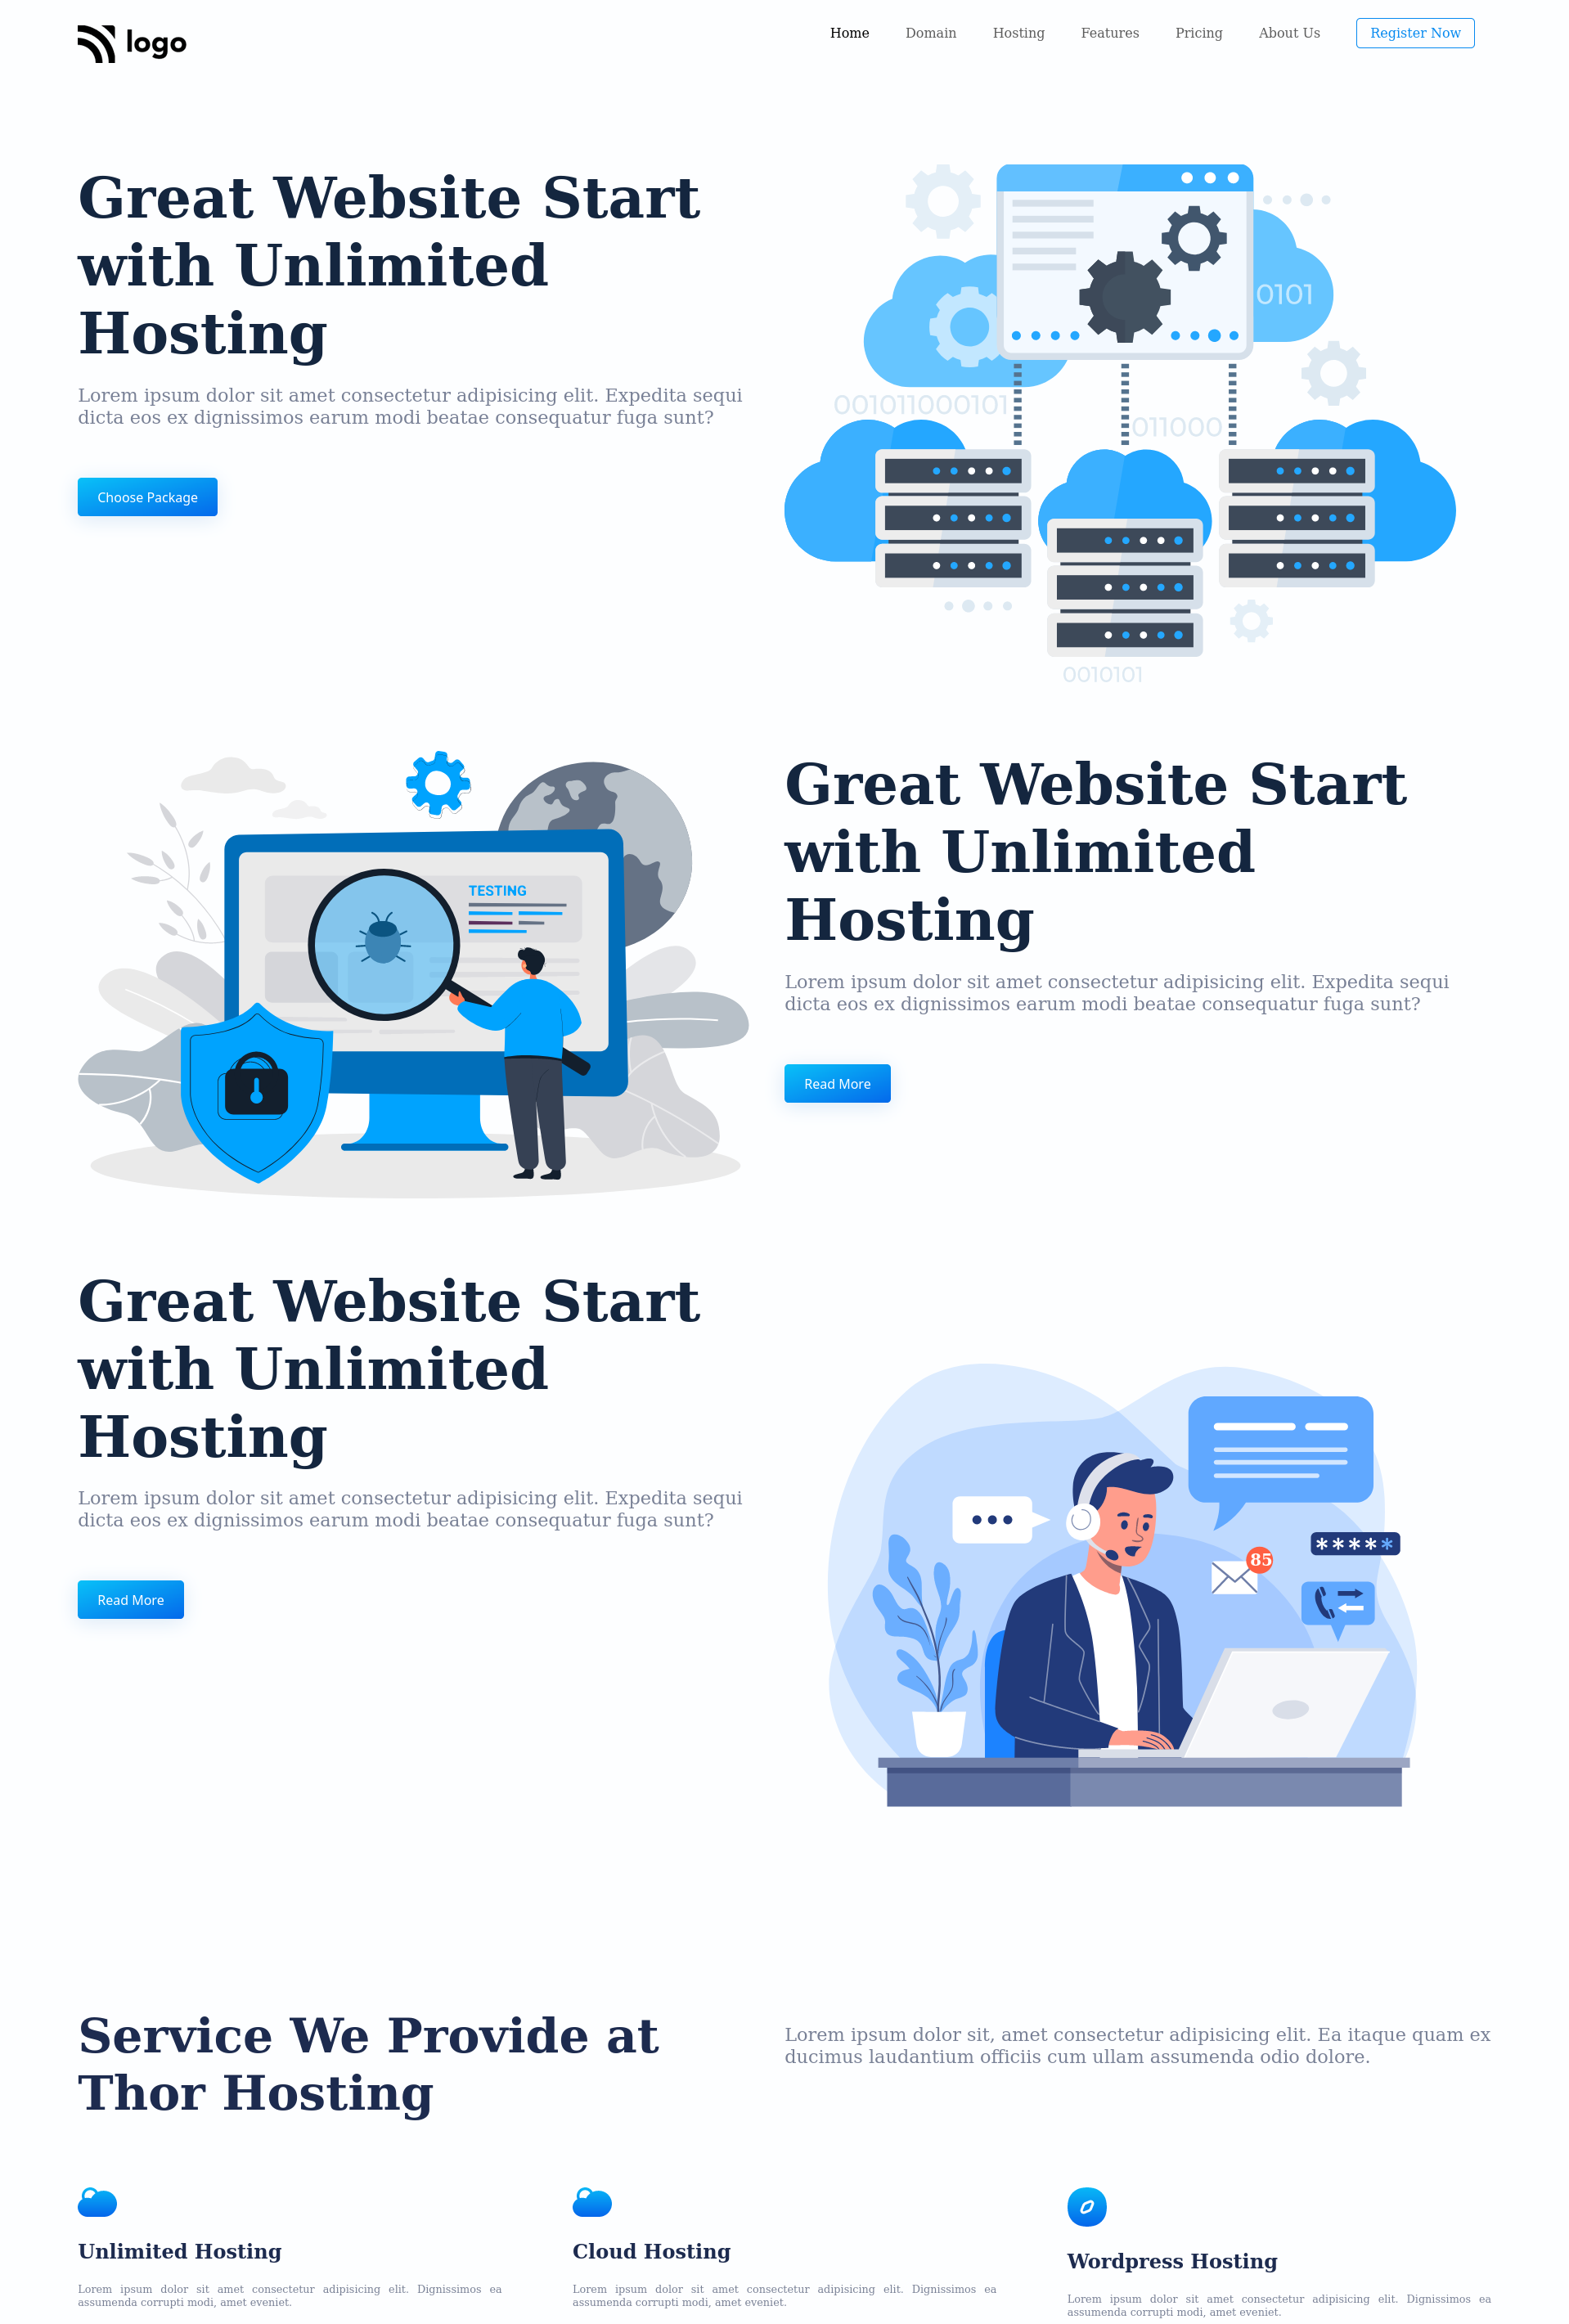 logo
Home Domain Hosting Features Pricing About Us Register Now
Great Website Start
with Unlimited
Hosting
Lorem ipsum dolor sit amet consectetur adipisicing elit. Expedita sequi
dicta eos ex dignissimos earum modi beatae consequatur fuga sunt?
Choose Package
0101
001011000101
011000
0010101
TESTING
Great Website Start
with Unlimited
Hosting
Lorem ipsum dolor sit amet consectetur adipisicing elit. Expedita sequi
dicta eos ex dignissimos earum modi beatae consequatur fuga sunt?
Read More
Great Website Start
with Unlimited
Hosting
Lorem ipsum dolor sit amet consectetur adipisicing elit. Expedita sequi
dicta eos ex dignissimos earum modi beatae consequatur fuga sunt?
Read More
*****
85
Service We Provide at
Thor Hosting
Lorem ipsum dolor sit, amet consectetur adipisicing elit. Ea itaque quam ex
ducimus laudantium officiis cum ullam assumenda odio dolore.
Unlimited Hosting
Lorem ipsum dolor sit amet consectetur adipisicing elit. Dignissimos ea
assumenda corrupti modi, amet eveniet.
Cloud Hosting
Lorem ipsum dolor sit amet consectetur adipisicing elit. Dignissimos ea
assumenda corrupti modi, amet eveniet.
Wordpress Hosting
Lorem ipsum dolor sit amet consectetur adipisicing elit. Dignissimos ea
assumenda corrupti modi, amet eveniet.